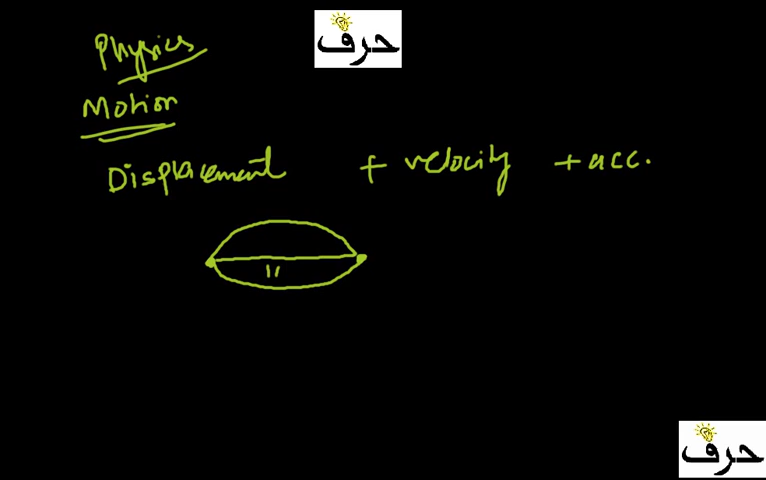 حرف
Physics
Motion
Displacement + velocity + acc.
11
حرف